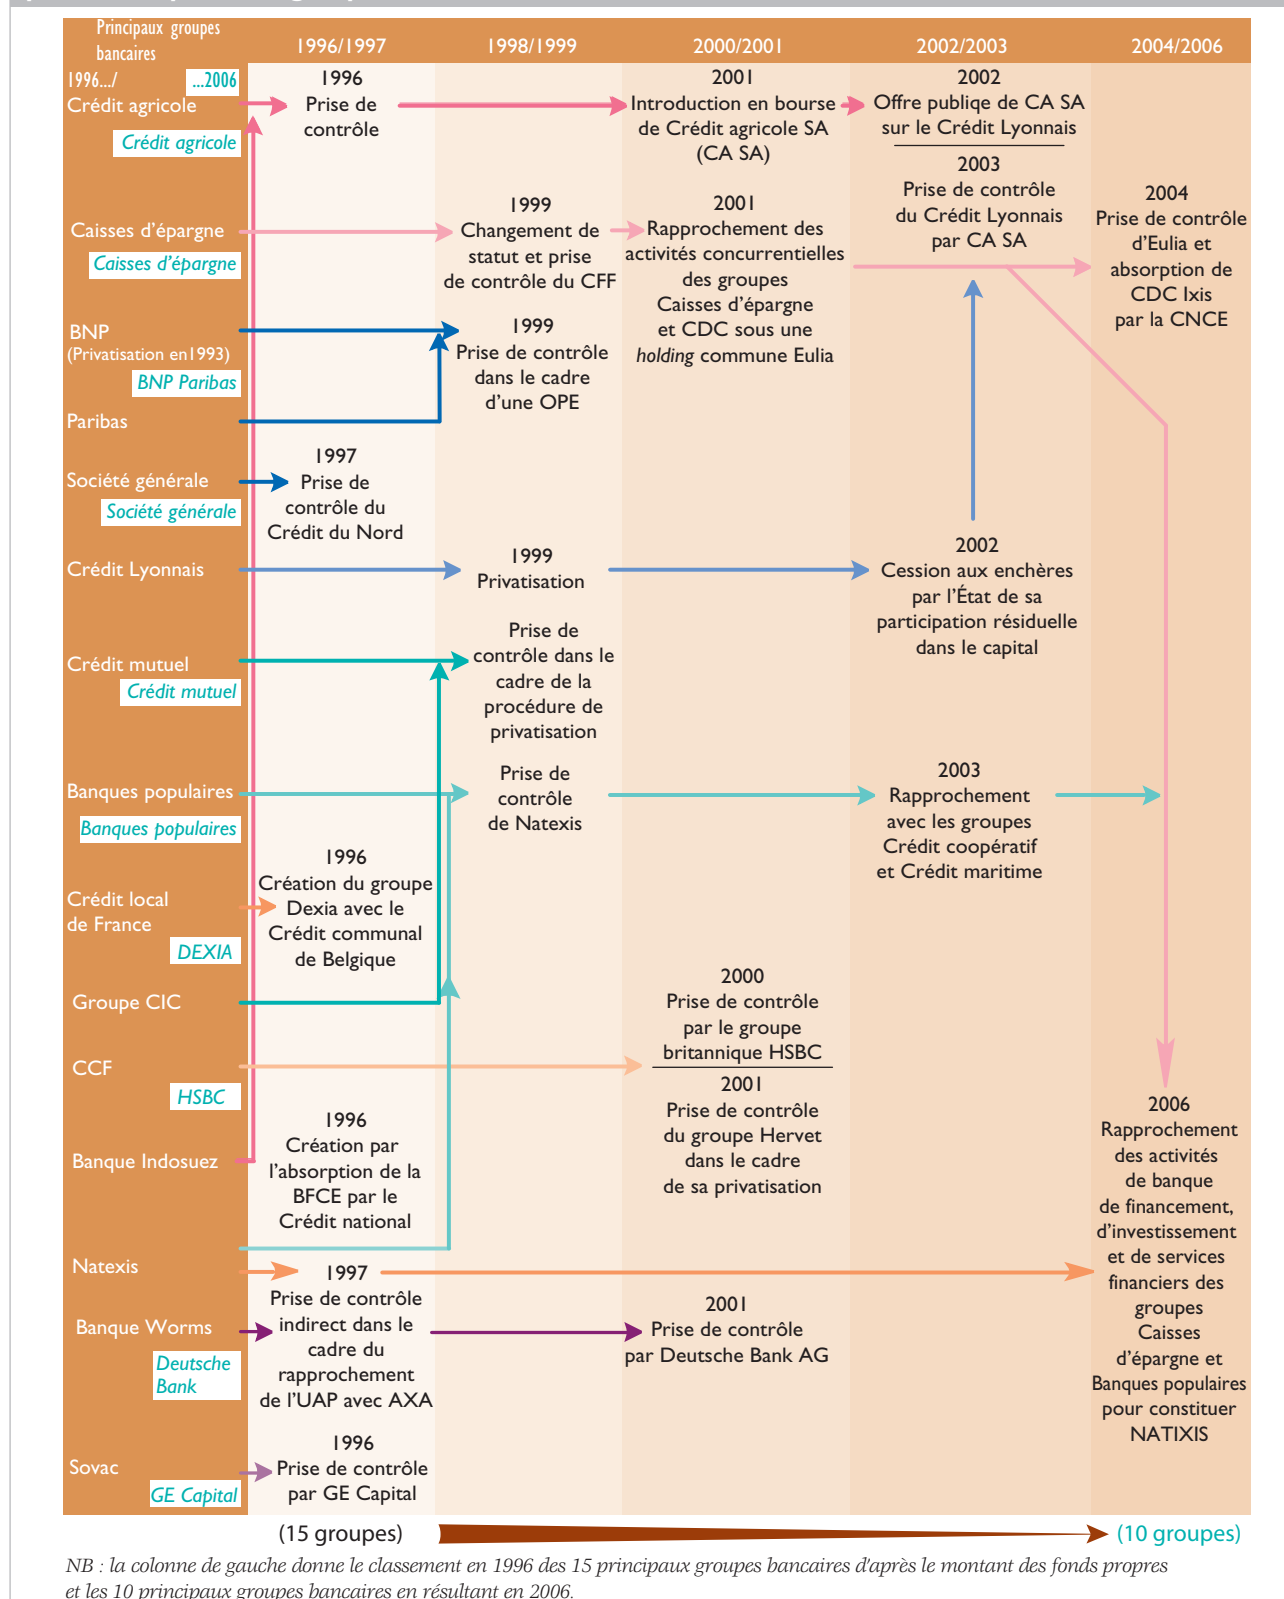 Principaux groupes
bancaires
1996/1997
1998/1999
2000/2001
2002/2003
2004/2006
1996.../
...2006
Crédit agricole
Crédit agricole
1996
Prise de
contrôle
2001
Introduction en bourse
de Crédit agricole SA
(CA SA)
2002
Offre publiqe de CA SA
sur le Crédit Lyonnais
2003
Prise de contrôle
du Crédit Lyonnais
par CA SA
Caisses d'épargne
Caisses d'épargne
1999
Changement de
statut et prise
de contrôle du CFF
2001
Rapprochement des
activités concurrentielles
des groupes
Caisses d'épargne
et CDC sous une
holding commune Eulia
2004
Prise de contrôle
d'Eulia et
absorption de
CDC Ixis
par la CNCE
BNP
(Privatisation en1993)
BNP Paribas
1999
Prise de contrôle
dans le cadre
d'une OPE
Paribas
Société générale
Société générale
1997
Prise de
contrôle du
Crédit du Nord
Crédit Lyonnais
1999
Privatisation
2002
Cession aux enchères
par l'État de sa
participation résiduelle
dans le capital
Crédit mutuel
Crédit mutuel
Prise de
contrôle dans le
cadre de la
procédure de
privatisation
Banques populaires
Banques populaires
Prise de
contrôle
de Natexis
2003
Rapprochement
avec les groupes
Crédit coopératif
et Crédit maritime
Crédit local
de France
DEXIA
1996
Création du groupe
Dexia avec le
Crédit communal
de Belgique
Groupe CIC
CCF
HSBC
2000
Prise de contrôle
par le groupe
britannique HSBC
2001
Prise de contrôle
du groupe Hervet
dans le cadre
de sa privatisation
Banque Indosuez
1996
Création par
l'absorption de la
BFCE par le
Crédit national
Natexis
2006
Rapprochement
des activités
de banque
de financement,
d'investissement
et de services
financiers des
groupes
Caisses
d'épargne et
Banques populaires
pour constituer
NATIXIS
Banque Worms
Deutsche
Bank
1997
Prise de contrôle
indirect dans le
cadre du
rapprochement
de l'UAP avec AXA
2001
Prise de contrôle
par Deutsche Bank AG
Sovac
GE Capital
1996
Prise de contrôle
par GE Capital
(15 groupes)
(10 groupes)
NB : la colonne de gauche donne le classement en 1996 des 15 principaux groupes bancaires d'après le montant des fonds propres
et les 10 principaux groupes bancaires en résultant en 2006.